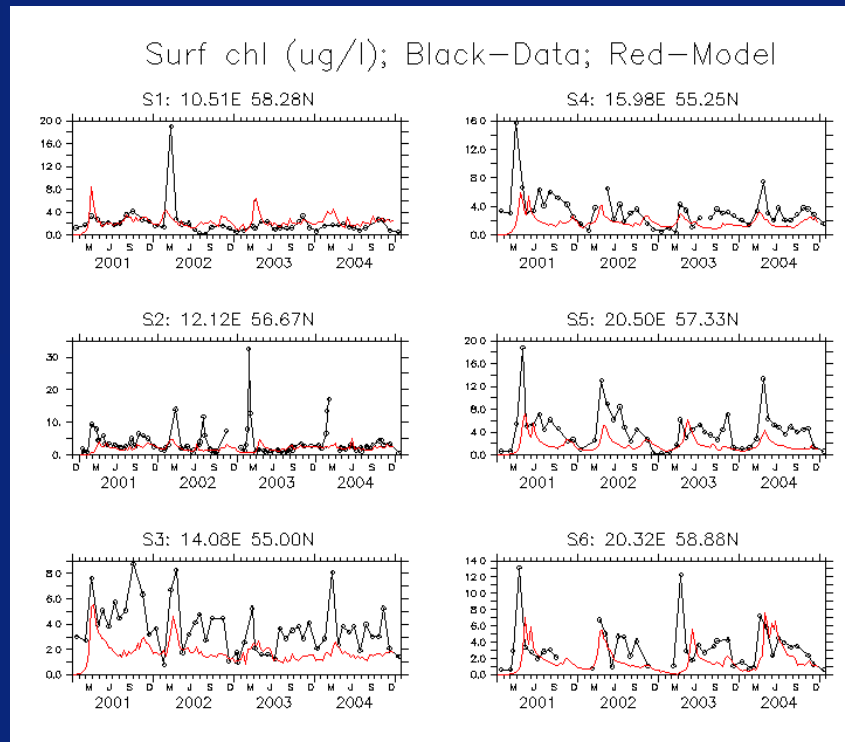 Surf chl (ug/l); Black-Data; Red-Model
S1: 10.51E 58.28N
20.0
16.0
12.0
8.0
4.0
0.0
M J S D M J S D M J S D M J S D
2001 2002 2003 2004
S4: 15.98E 55.25N
16.0
12.0
8.0
4.0
0.0
M J S D M J S D M J S D M J S D
2001 2002 2003 2004
S2: 12.12E 56.67N
30
20
10
0.
D M J S D M J S D M J S D M J S D
2001 2002 2003 2004
S5: 20.50E 57.33N
20.0
16.0
12.0
8.0
4.0
0.0
M J S D M J S D M J S D M J S D
2001 2002 2003 2004
S3: 14.08E 55.00N
8.0
6.0
4.0
2.0
0.0
M J S D M J S D M J S D M J S D
2001 2002 2003 2004
S6: 20.32E 58.88N
14.0
12.0
10.0
8.0
6.0
4.0
2.0
0.0
M J S D M J S D M J S D M J S D
2001 2002 2003 2004